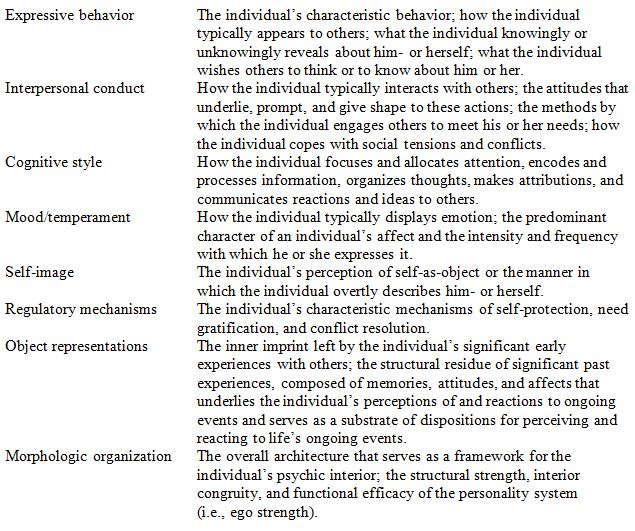 Expressive behavior The individual's characteristic behavior; how the individual
typically appears to others; what the individual knowingly or
unknowingly reveals about him- or herself; what the individual
wishes others to think or to know about him or her.
Interpersonal conduct How the individual typically interacts with others; the attitudes that
underlie, prompt, and give shape to these actions; the methods by
which the individual engages others to meet his or her needs; how
the individual copes with social tensions and conflicts.
Cognitive style How the individual focuses and allocates attention, encodes and
processes information, organizes thoughts, makes attributions, and
communicates reactions and ideas to others.
Mood/temperament How the individual typically displays emotion; the predominant
character of an individual's affect and the intensity and frequency
with which he or she expresses it.
Self-image The individual's perception of self-as-object or the manner in
which the individual overtly describes him- or herself.
Regulatory mechanisms The individual's characteristic mechanisms of self-protection, need
gratification, and conflict resolution.
Object representations The inner imprint left by the individual's significant early
experiences with others; the structural residue of significant past
experiences, composed of memories, attitudes, and affects that
underlies the individual's perceptions of and reactions to ongoing
events and serves as a substrate of dispositions for perceiving and
reacting to life's ongoing events.
Morphologic organization The overall architecture that serves as a framework for the
individual's psychic interior; the structural strength, interior
congruity, and functional efficacy of the personality system
(i.e., ego strength).